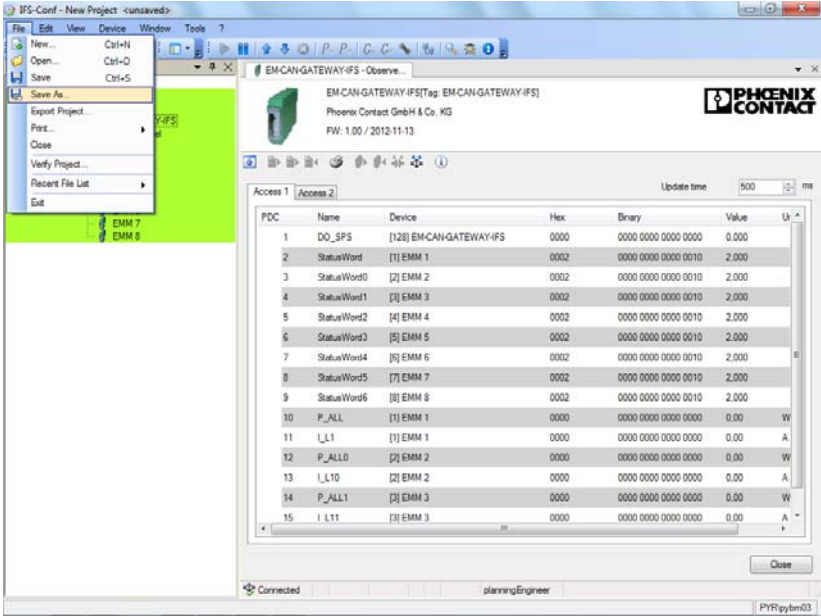 IFS-Conf - New Project <unsaved>
File Edit View Device Window Tools ?
New... Ctrl+N
Open... Ctrl+O
Save Ctrl+S
Save As...
Export Project...
Print...
Close
Verify Project...
Recent File List
Exit
Y-IFS]
EMM 7
EMM 8
EM-CAN-GATEWAY-IFS - Observe...
EM-CAN-GATEWAY-IFS[Tag: EM-CAN-GATEWAY-IFS]
Phoenix Contact GmbH & Co. KG
FW: 1.00 / 2012-11-13
PHŒNIX
CONTACT
Access 1 Access 2 Update time 500 ms
PDC Name Device Hex Binary Value
1 DO_SPS [128] EM-CAN-GATEWAY-IFS 0000 0000 0000 0000 0000 0.000
2 StatusWord [1] EMM 1 0002 0000 0000 0000 0010 2,000
3 StatusWord0 [2] EMM 2 0002 0000 0000 0000 0010 2,000
4 StatusWord1 [3] EMM 3 0002 0000 0000 0000 0010 2,000
5 StatusWord2 [4] EMM 4 0002 0000 0000 0000 0010 2,000
6 StatusWord3 [5] EMM 5 0002 0000 0000 0000 0010 2,000
7 StatusWord4 [6] EMM 6 0002 0000 0000 0000 0010 2,000
8 StatusWord5 [7] EMM 7 0002 0000 0000 0000 0010 2.000
9 StatusWord6 [8] EMM 8 0002 0000 0000 0000 0010 2.000
10 P_ALL [1] EMM 1 0000 0000 0000 0000 0000 0.00 W
11 I_L1 [1] EMM 1 0000 0000 0000 0000 0000 0.00 A
12 P_ALL0 [2] EMM 2 0000 0000 0000 0000 0000 0,00 W
13 I_L10 [2] EMM 2 0000 0000 0000 0000 0000 0,00 A
14 P_ALL1 [3] EMM 3 0000 0000 0000 0000 0000 0.00 W
15 I_L11 [3] EMM 3 0000 0000 0000 0000 0000 0,00 A
Close
Connected planningEngineer
PYR\pybm03